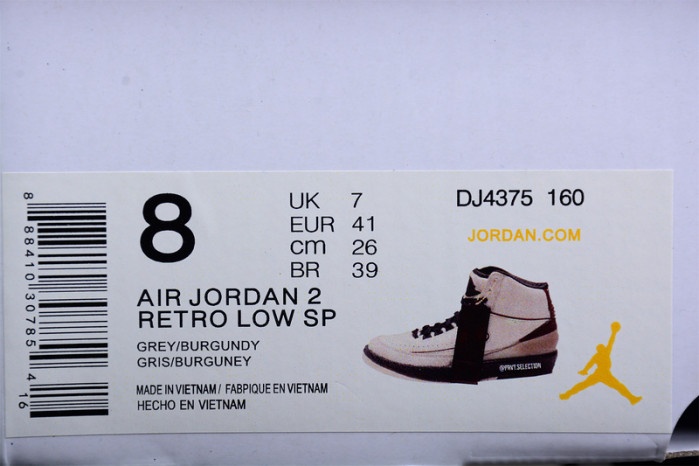 8 88410 30785 4 16
8
UK 7
EUR 41
cm 26
BR 39
DJ4375 160
JORDAN.COM
AIR JORDAN 2
RETRO LOW SP
GREY/BURGUNDY
GRIS/BURGUNEY
MADE IN VIETNAM / FABPIQUE EN VIETNAM
HECHO EN VIETNAM
@PRVT.SELECTION